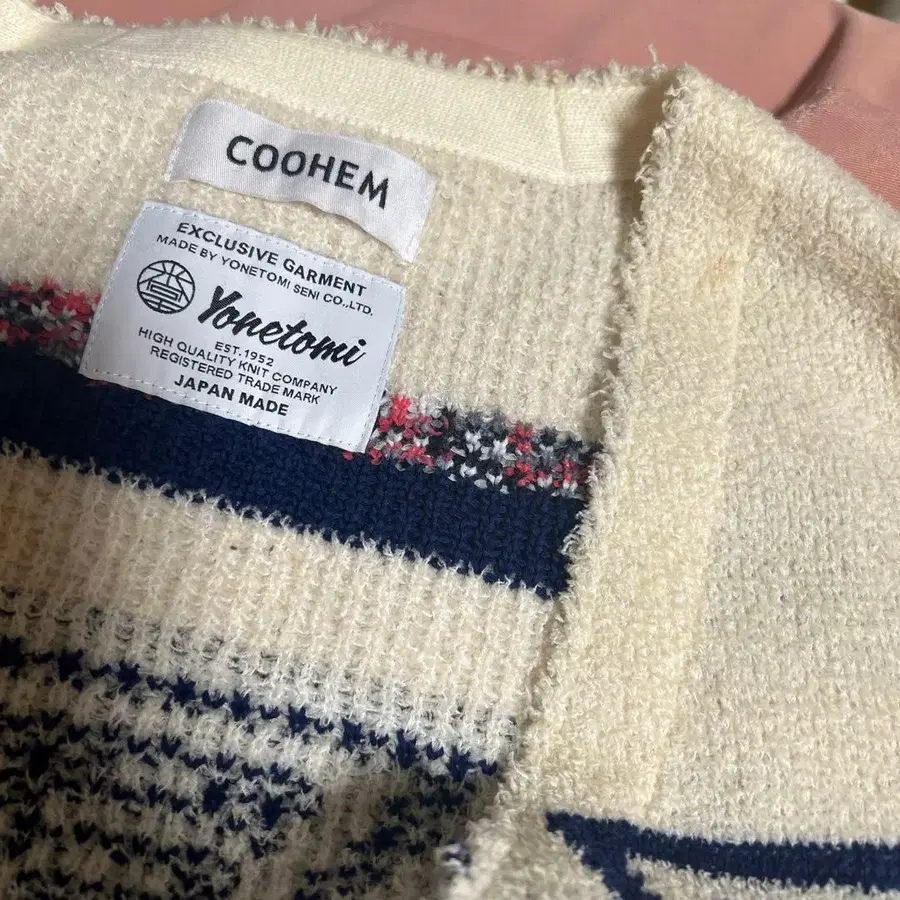 COOHEM
EXCLUSIVE GARMENT
MADE BY YONETOMI SENI CO.,LTD.
Yonetomi
EST.1952
HIGH QUALITY KNIT COMPANY
REGISTERED TRADE MARK
JAPAN MADE